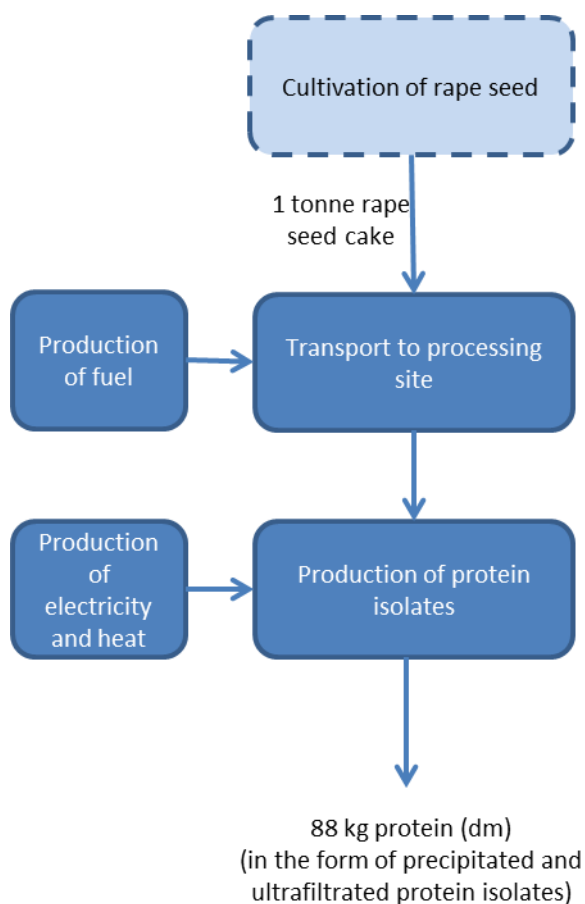 Cultivation of rape seed
1 tonne rape
seed cake
Production
of fuel
Transport to processing
site
Production
of
electricity
and heat
Production of protein
isolates
88 kg protein (dm)
(in the form of precipitated and
ultrafiltrated protein isolates)